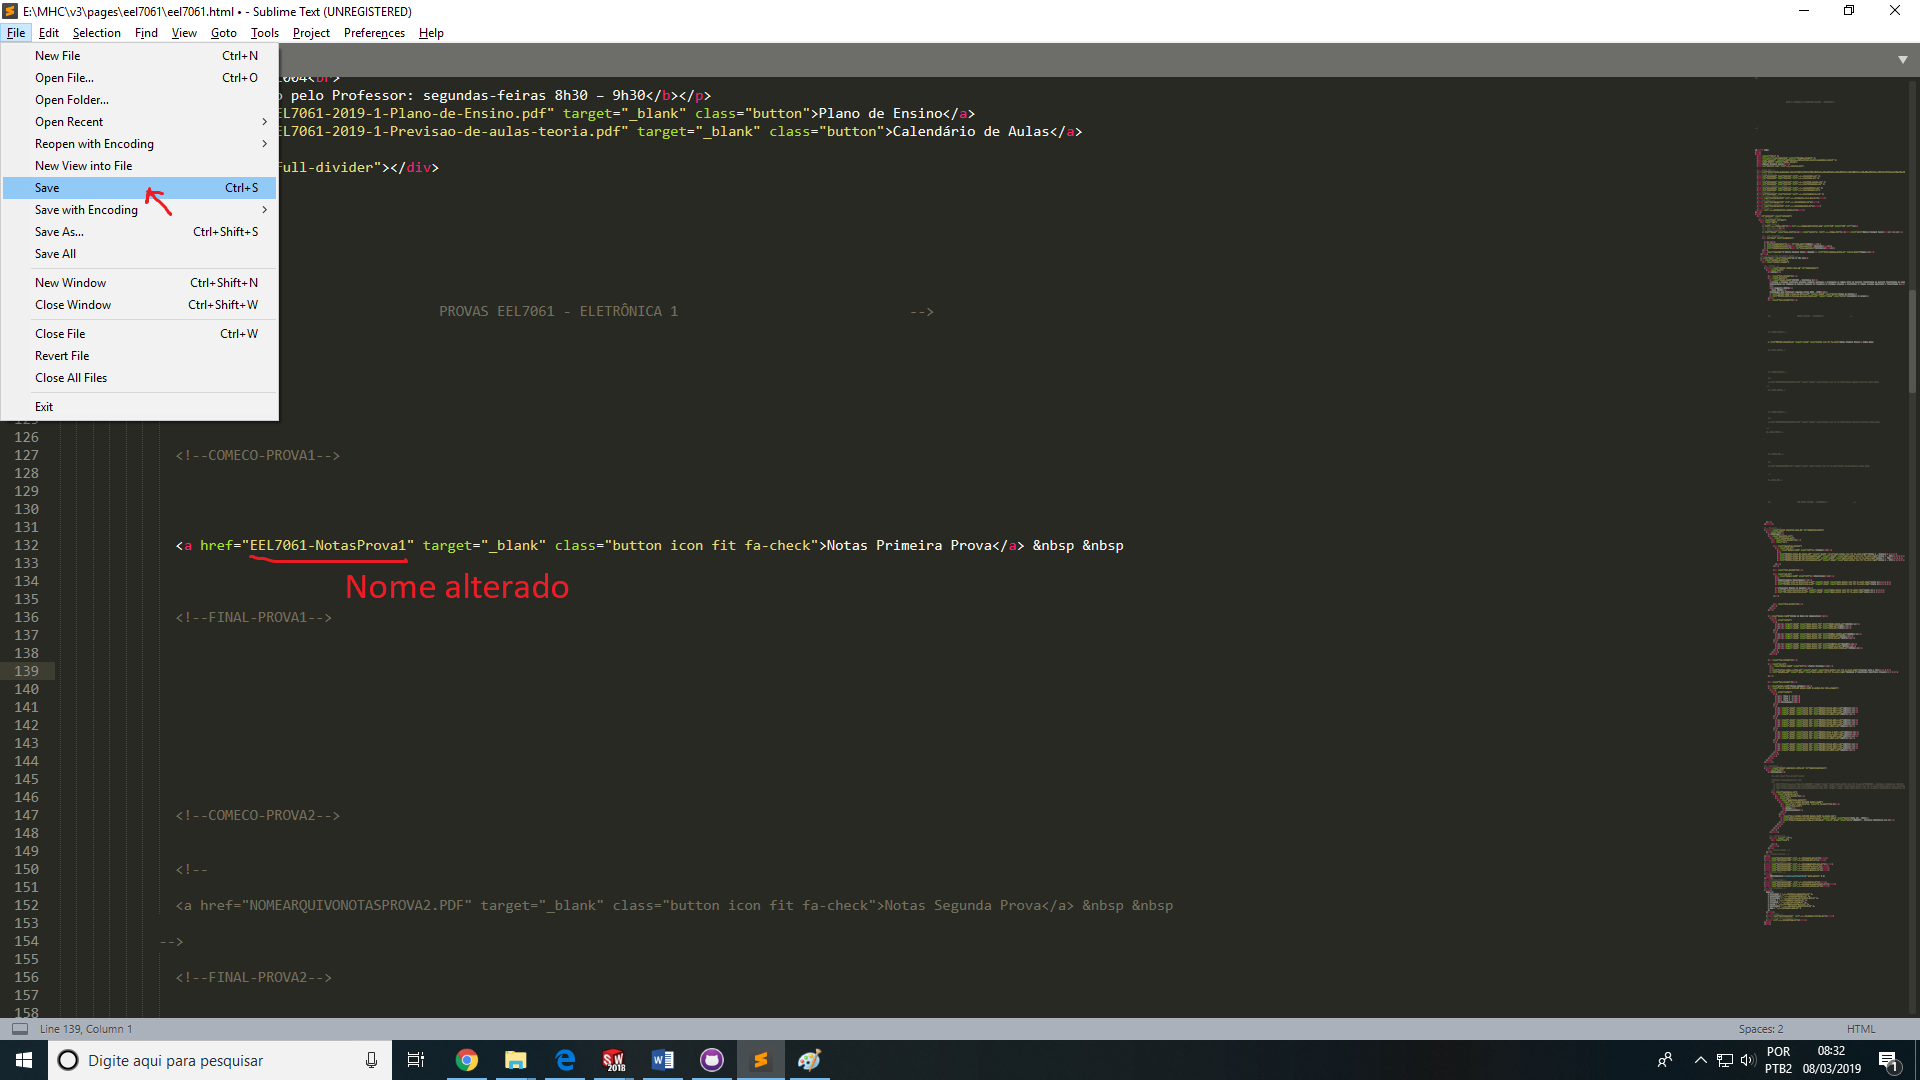 E:\MHC\v3\pages\eel7061\eel7061.html • - Sublime Text (UNREGISTERED)
File Edit Selection Find View Goto Tools Project Preferences Help
New File Ctrl+N
Open File... Ctrl+O
Open Folder...
Open Recent
Reopen with Encoding
New View into File
Save Ctrl+S
Save with Encoding
Save As... Ctrl+Shift+S
Save All
New Window Ctrl+Shift+N
Close Window Ctrl+Shift+W
Close File Ctrl+W
Revert File
Close All Files
Exit
004<br>
o pelo Professor: segundas-feiras 8h30 – 9h30</b></p>
EL7061-2019-1-Plano-de-Ensino.pdf" target="_blank" class="button">Plano de Ensino</a>
EL7061-2019-1-Previsao-de-aulas-teoria.pdf" target="_blank" class="button">Calendário de Aulas</a>
full-divider"></div>
PROVAS EEL7061 - ELETRÔNICA 1 -->
125
126
127 <!--COMECO-PROVA1-->
128
129
130
131
132 <a href="EEL7061-NotasProva1" target="_blank" class="button icon fit fa-check">Notas Primeira Prova</a> &nbsp &nbsp
133
134 Nome alterado
135
136 <!--FINAL-PROVA1-->
137
138
139
140
141
142
143
144
145
146
147 <!--COMECO-PROVA2-->
148
149
150 <!--
151
152 <a href="NOMEARQUIVONOTASPROVA2.PDF" target="_blank" class="button icon fit fa-check">Notas Segunda Prova</a> &nbsp &nbsp
153
154 -->
155
156 <!--FINAL-PROVA2-->
157
158
Line 139, Column 1 Spaces: 2 HTML
Digite aqui para pesquisar
SW 2018
POR 08:32
PTB2 08/03/2019
1